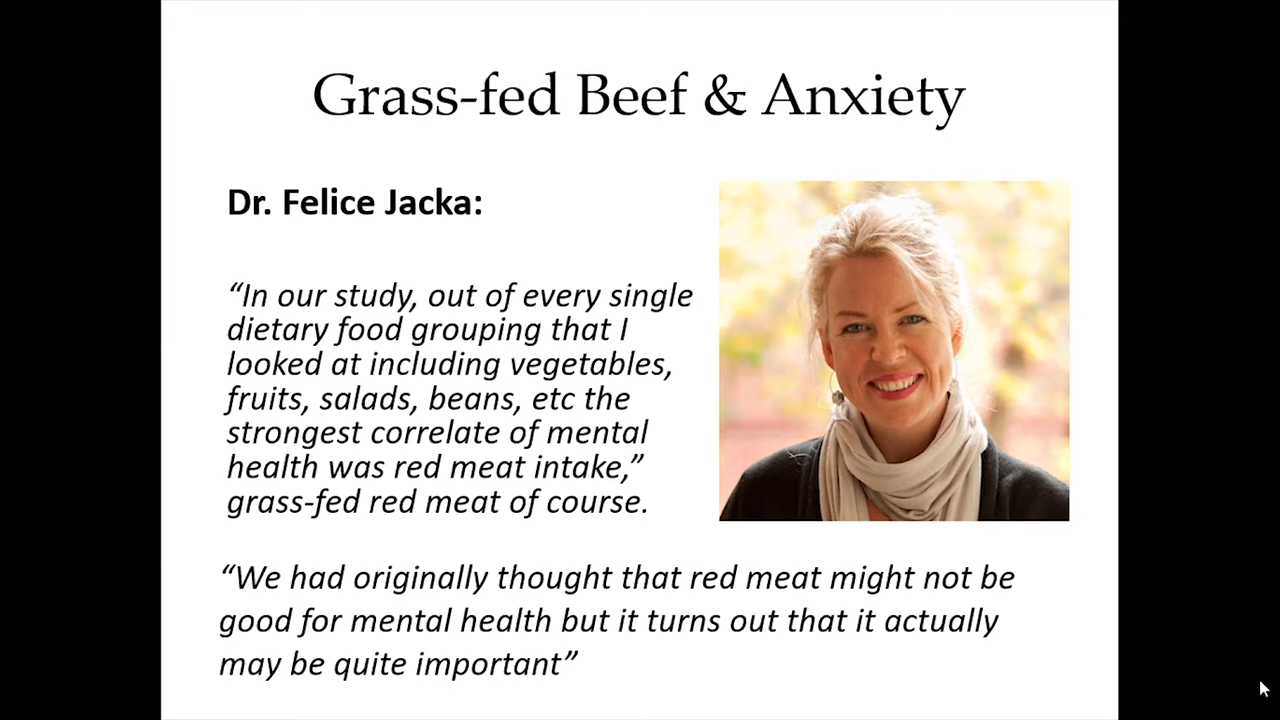 Grass-fed Beef & Anxiety
Dr. Felice Jacka:
“In our study, out of every single
dietary food grouping that I
looked at including vegetables,
fruits, salads, beans, etc the
strongest correlate of mental
health was red meat intake,”
grass-fed red meat of course.
“We had originally thought that red meat might not be
good for mental health but it turns out that it actually
may be quite important”